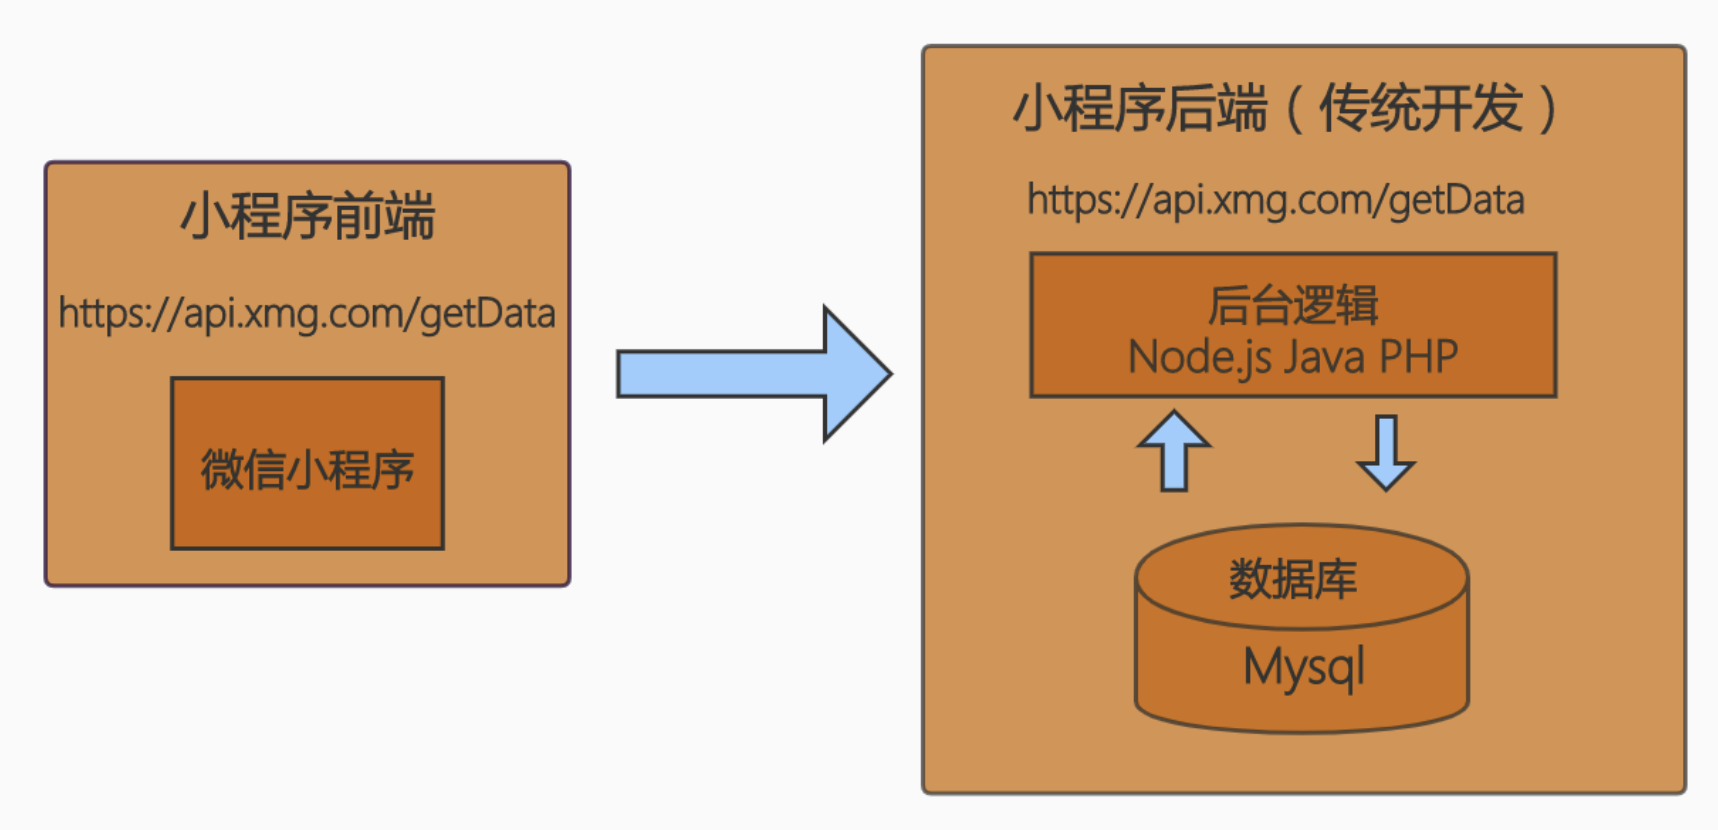 小程序前端
https://api.xmg.com/getData
微信小程序
小程序后端（传统开发）
https://api.xmg.com/getData
后台逻辑
Node.js Java PHP
数据库
Mysql